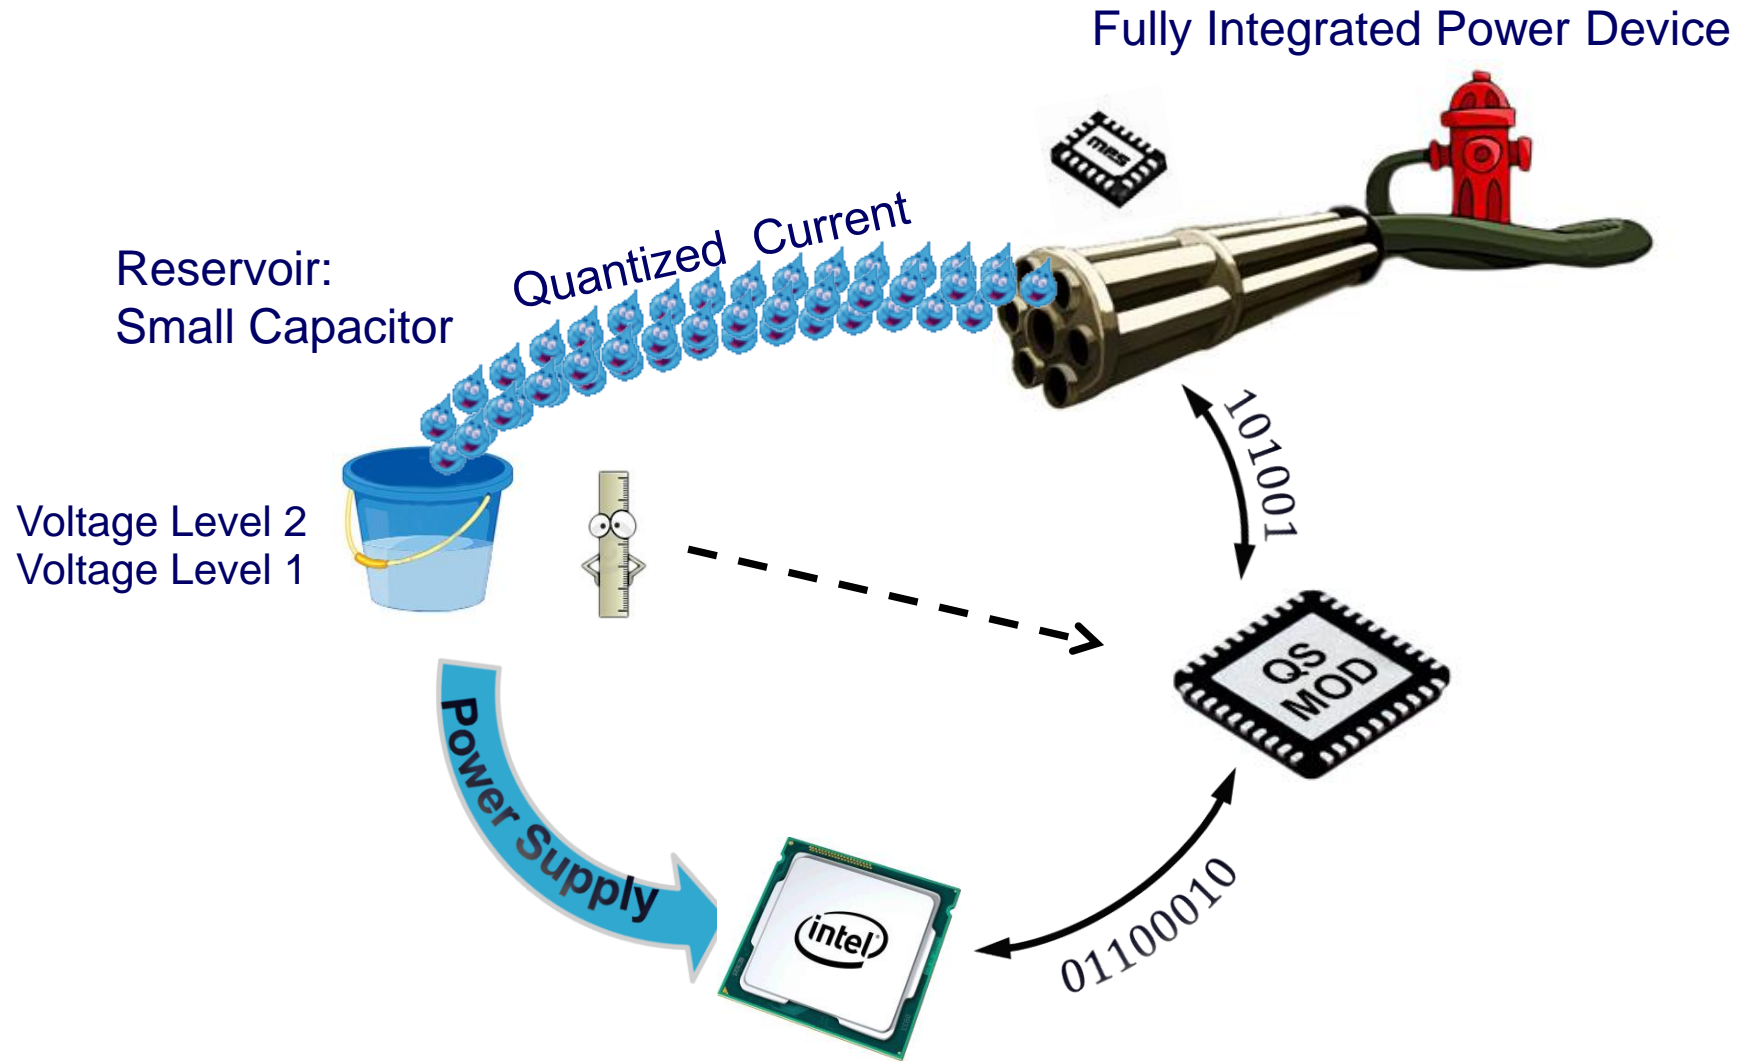 Fully Integrated Power Device
mps
Quantized Current
Reservoir:
Small Capacitor
101001
Voltage Level 2
Voltage Level 1
QS
MOD
Power Supply
intel
01100010